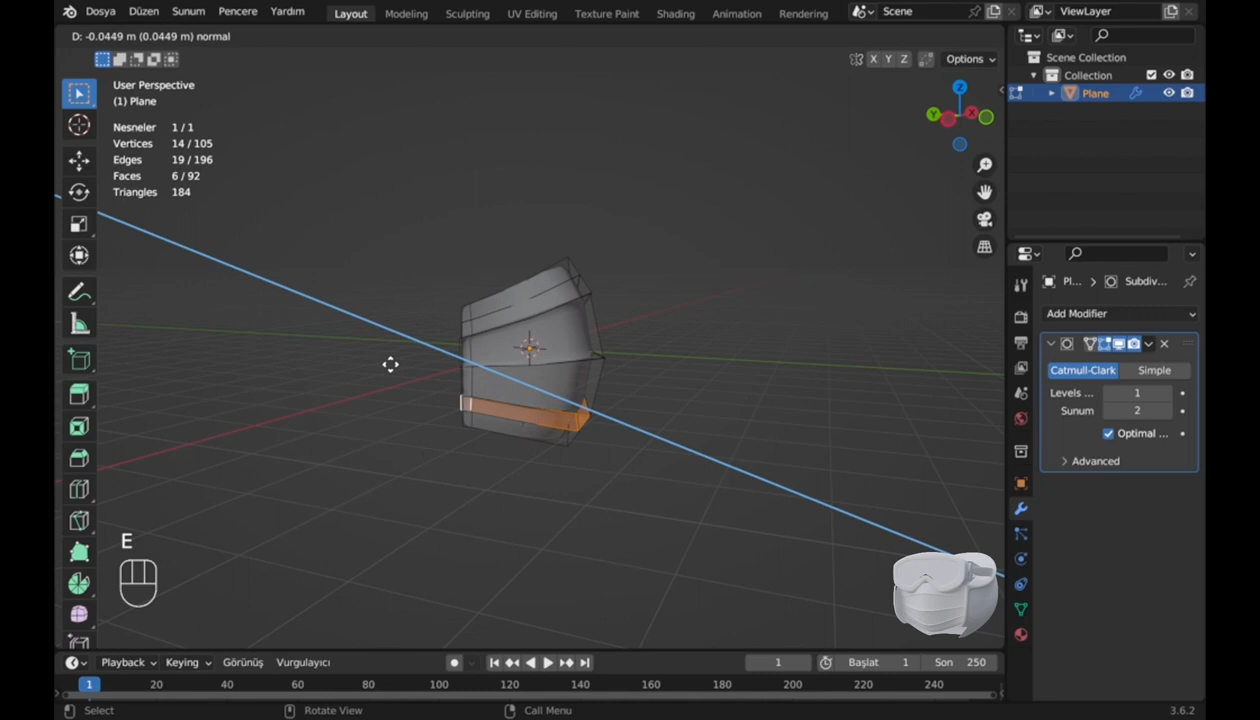 Dosya Düzen Sunum Pencere Yardım Layout Modeling Sculpting UV Editing Texture Paint Shading Animation Rendering Scene ViewLayer
D: -0.0449 m (0.0449 m) normal
X Y Z Options
User Perspective
(1) Plane
Nesneler 1 / 1
Vertices 14 / 105
Edges 19 / 196
Faces 6 / 92
Triangles 184
Z
Y
X
Scene Collection
Collection
Plane
Pl... Subdiv...
Add Modifier
Catmull-Clark Simple
Levels ... 1
Sunum 2
Optimal ...
Advanced
E
Playback Keying Görünüş Vurgulayıcı 1 Başlat 1 Son 250
1 20 40 60 80 100 120 140 160 180 200 220 240
Select Rotate View Call Menu 3.6.2